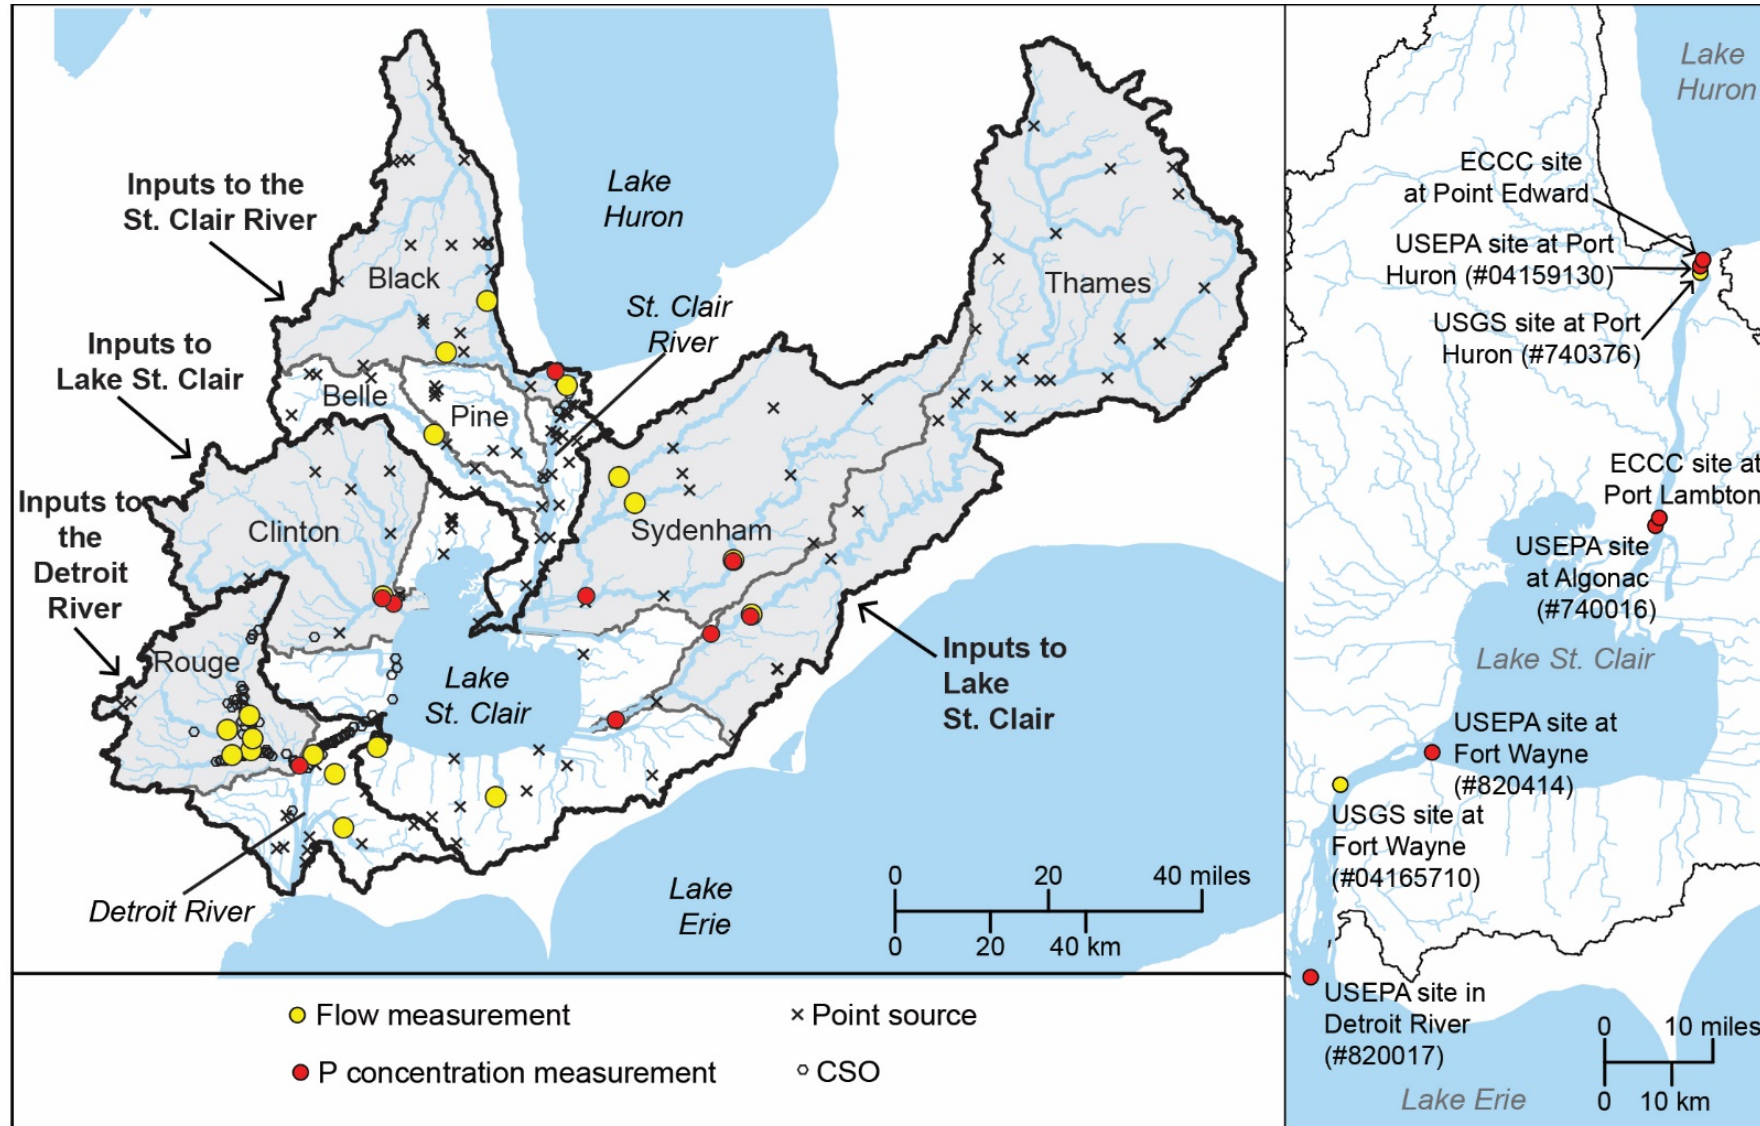 Inputs to the
St. Clair River
Inputs to
Lake St. Clair
Inputs to
the
Detroit
River
Black
Belle
Pine
Clinton
Rouge
Lake
Huron
St. Clair
River
Thames
Sydenham
Lake
St. Clair
Inputs to
Lake
St. Clair
Detroit River
Lake
Erie
0 20 40 miles
0 20 40 km
Flow measurement
P concentration measurement
Point source
CSO
Lake
Huron
ECCC site
at Point Edward
USEPA site at Port
Huron (#04159130)
USGS site at Port
Huron (#740376)
ECCC site at
Port Lambton
USEPA site
at Algonac
(#740016)
Lake St. Clair
USEPA site at
Fort Wayne
(#820414)
USGS site at
Fort Wayne
(#04165710)
USEPA site in
Detroit River
(#820017)
0 10 miles
0 10 km
Lake Erie